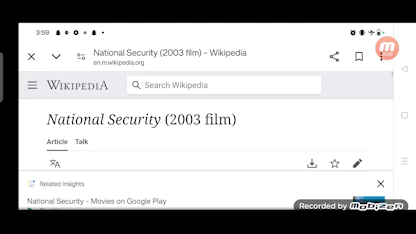 3:59
National Security (2003 film) - Wikipedia
en.m.wikipedia.org
WIKIPEDIA
Search Wikipedia
National Security (2003 film)
Article Talk
Related Insights
National Security - Movies on Google Play
Recorded by Mobizen